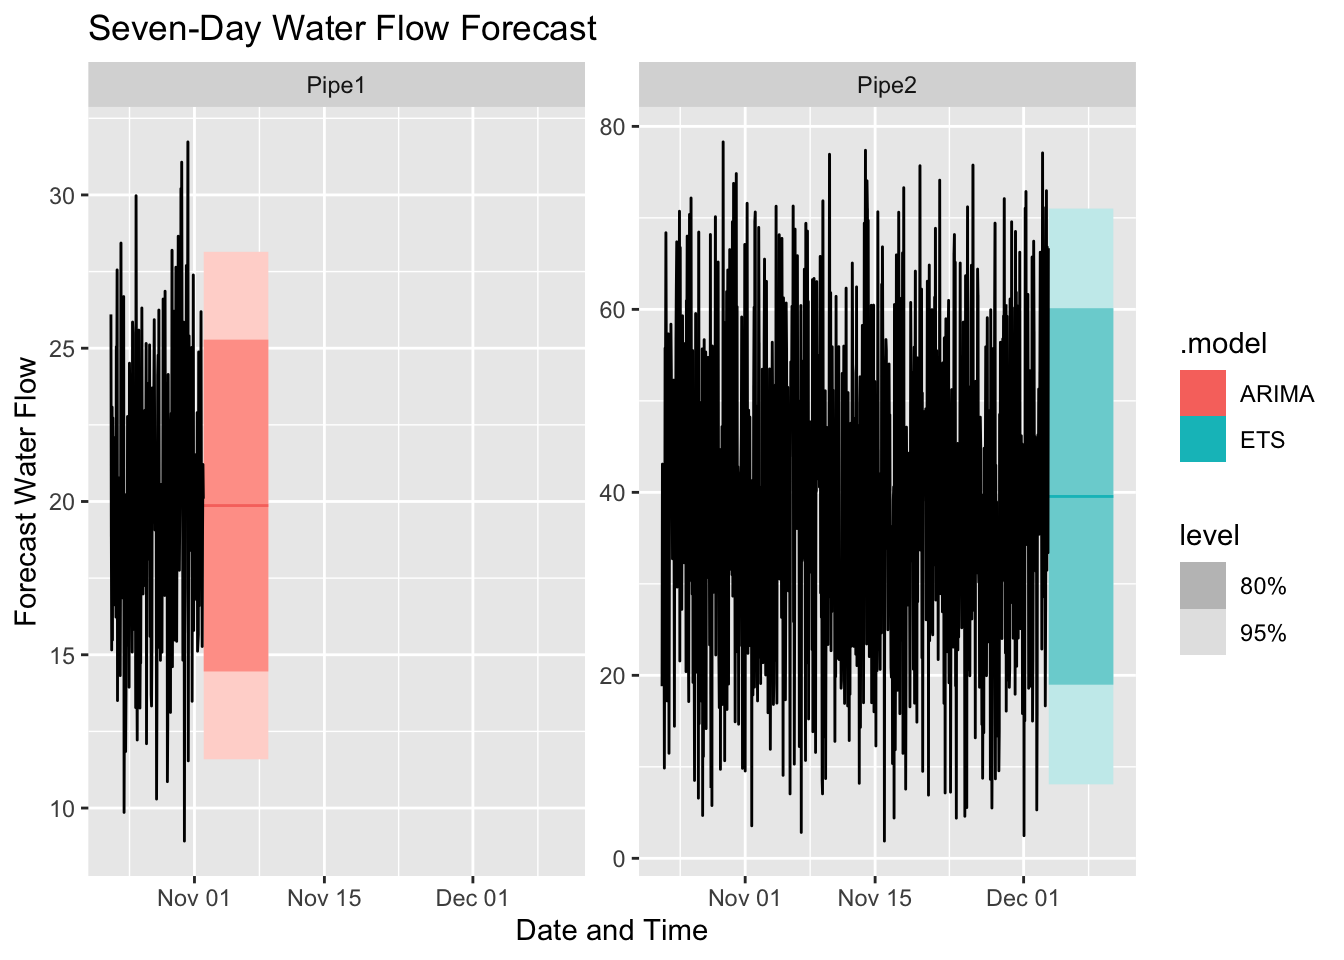 Seven-Day Water Flow Forecast
Pipe1
Pipe2
Forecast Water Flow
30
25
20
15
10
80
60
40
20
0
Nov 01
Nov 15
Dec 01
Nov 01
Nov 15
Dec 01
Date and Time
.model
ARIMA
ETS
level
80%
95%